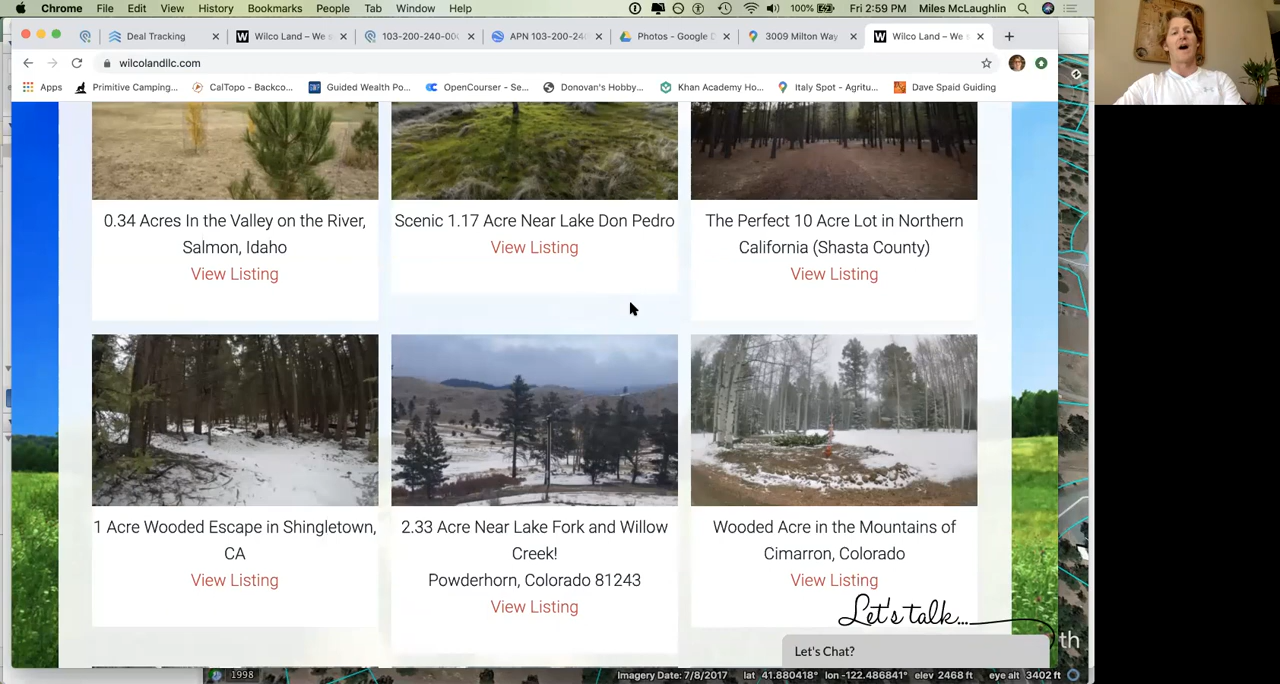 Chrome File Edit View History Bookmarks People Tab Window Help 100% Fri 2:59 PM Miles McLaughlin
Deal Tracking Wilco Land – We s 103-200-240-00 APN 103-200-24 Photos - Google D 3009 Milton Way Wilco Land – We s
wilcolandllc.com
Apps Primitive Camping... CalTopo - Backco... Guided Wealth Po... OpenCourser - Se... Donovan's Hobby... Khan Academy Ho... Italy Spot - Agritu... Dave Spaid Guiding
0.34 Acres In the Valley on the River,
Salmon, Idaho
View Listing
Scenic 1.17 Acre Near Lake Don Pedro
View Listing
The Perfect 10 Acre Lot in Northern
California (Shasta County)
View Listing
1 Acre Wooded Escape in Shingletown,
CA
View Listing
2.33 Acre Near Lake Fork and Willow
Creek!
Powderhorn, Colorado 81243
View Listing
Wooded Acre in the Mountains of
Cimarron, Colorado
View Listing
Let's talk...
Let's Chat?
th
1998 Imagery Date: 7/8/2017 lat 41.880418° lon -122.486841° elev 2468 ft eye alt 3402 ft